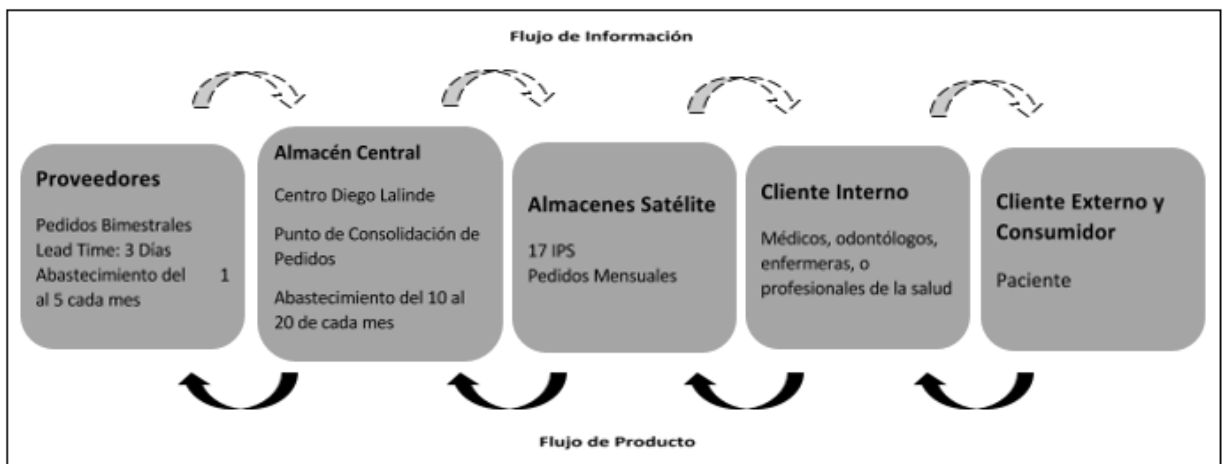 Flujo de Información
Proveedores
Pedidos Bimestrales
Lead Time: 3 Días
Abastecimiento del 1
al 5 cada mes
Almacén Central
Centro Diego Lalinde
Punto de Consolidación de
Pedidos
Abastecimiento del 10 al
20 de cada mes
Almacenes Satélite
17 IPS
Pedidos Mensuales
Cliente Interno
Médicos, odontólogos,
enfermeras, o
profesionales de la salud
Cliente Externo y
Consumidor
Paciente
Flujo de Producto